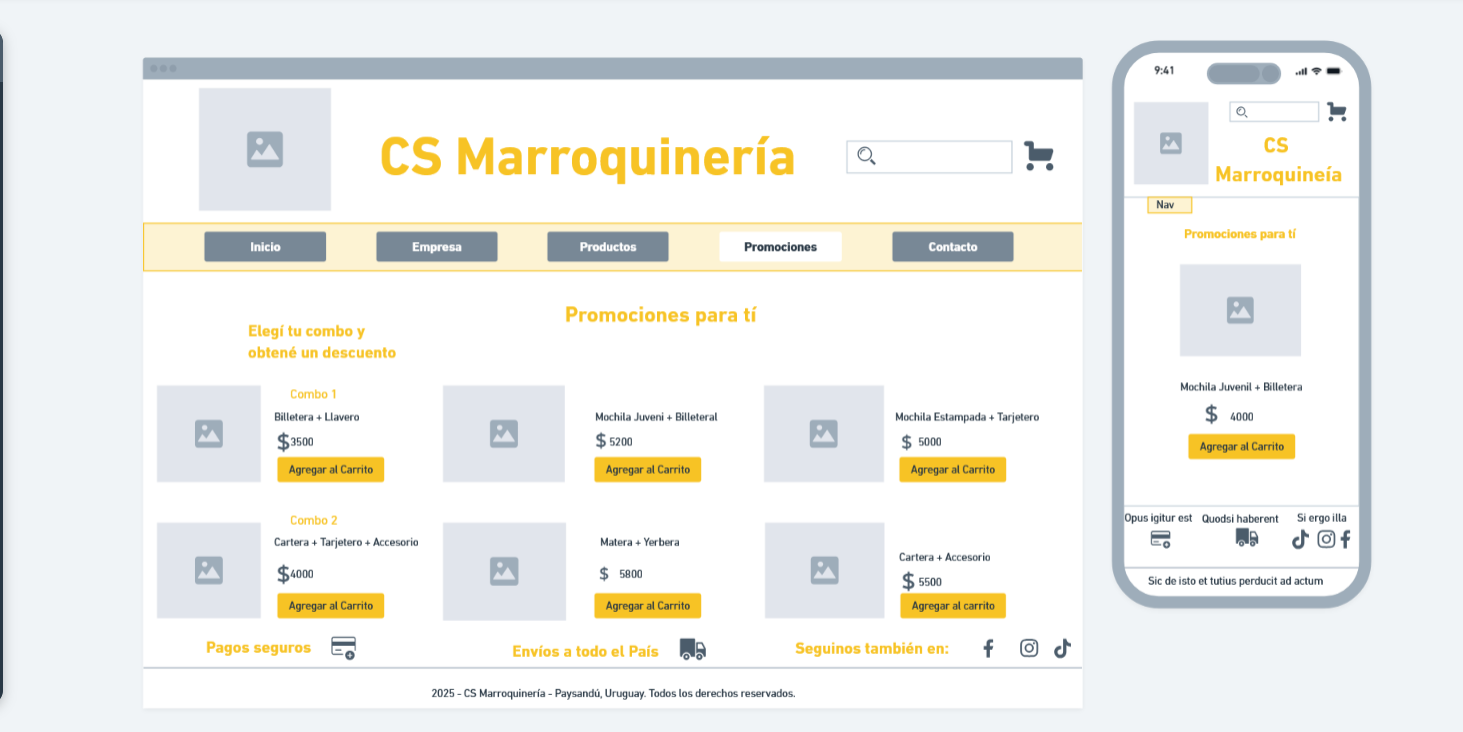 CS Marroquinería
Inicio
Empresa
Productos
Promociones
Contacto
Promociones para tí
Elegí tu combo y
obtené un descuento
Combo 1
Billetera + Llavero
$3500
Agregar al Carrito
Mochila Juveni + Billeteral
$ 5200
Agregar al Carrito
Mochila Estampada + Tarjetero
$ 5000
Agregar al Carrito
Combo 2
Cartera + Tarjetero + Accesorio
$4000
Agregar al Carrito
Matera + Yerbera
$ 5800
Agregar al Carrito
Cartera + Accesorio
$ 5500
Agregar al carrito
Pagos seguros
Envíos a todo el País
Seguinos también en:
2025 - CS Marroquinería - Paysandú, Uruguay. Todos los derechos reservados.
9:41
CS
Marroquineía
Nav
Promociones para tí
Mochila Juvenil + Billetera
$ 4000
Agregar al Carrito
Opus igitur est
Quodsi haberent
Si ergo illa
Sic de isto et tutius perducit ad actum